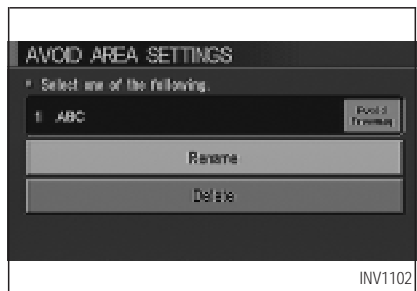 AVOID AREA SETTINGS
Select one of the following.
1 ABC
Avoid
Freeway
Rename
Delete
INV1102